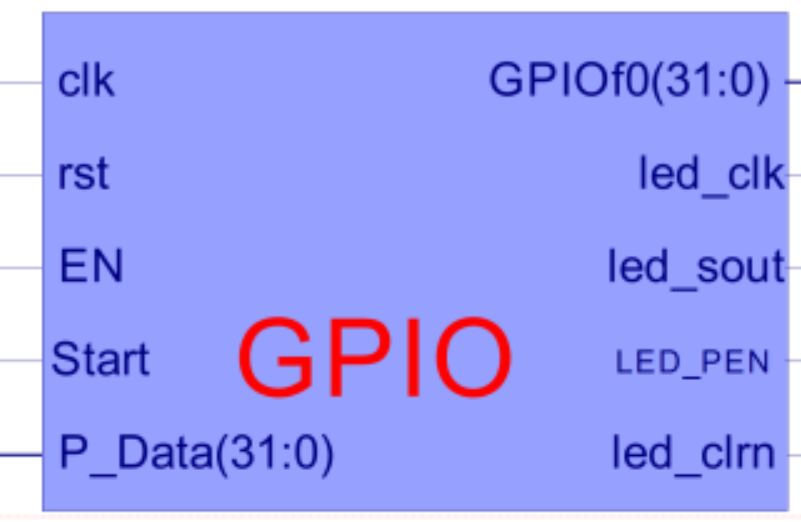 clk GPIOf0(31:0)
rst led_clk
EN led_sout
Start GPIO LED_PEN
P_Data(31:0) led_clrn